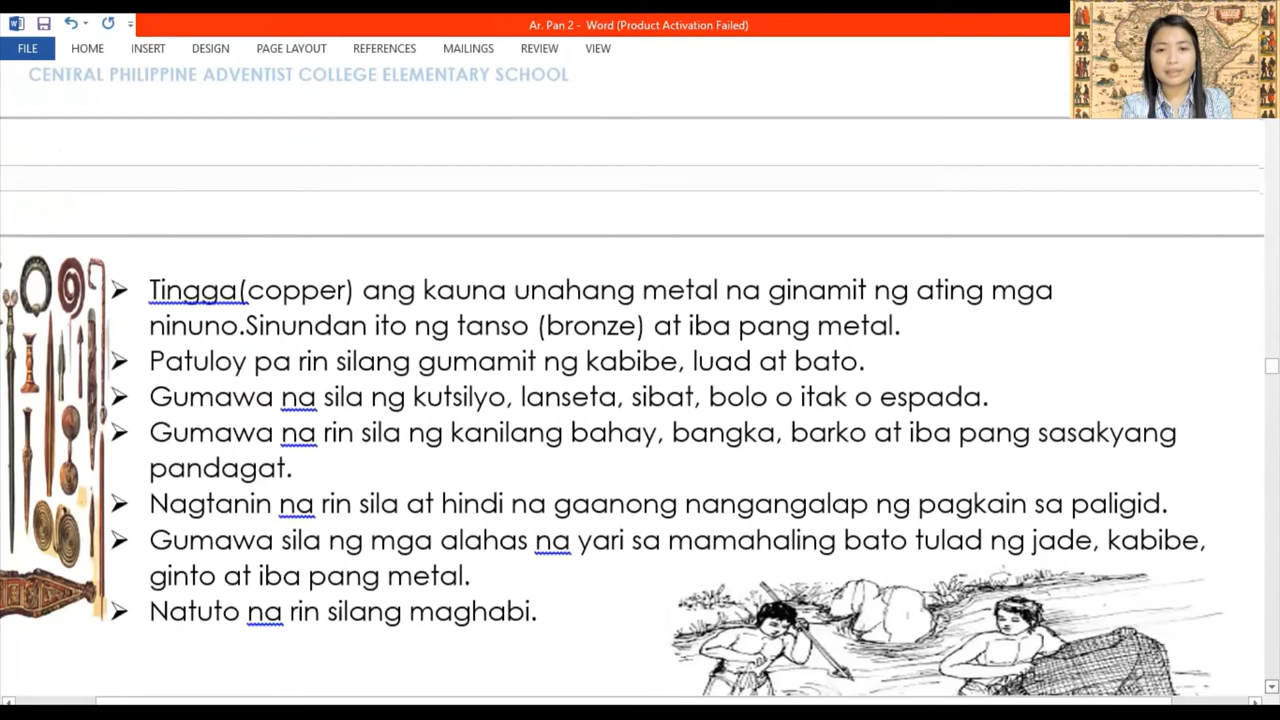 Ar. Pan 2 - Word (Product Activation Failed)
FILE HOME INSERT DESIGN PAGE LAYOUT REFERENCES MAILINGS REVIEW VIEW
CENTRAL PHILIPPINE ADVENTIST COLLEGE ELEMENTARY SCHOOL
➢ Tingga(copper) ang kauna unahang metal na ginamit ng ating mga
ninuno.Sinundan ito ng tanso (bronze) at iba pang metal.
➢ Patuloy pa rin silang gumamit ng kabibe, luad at bato.
➢ Gumawa na sila ng kutsilyo, lanseta, sibat, bolo o itak o espada.
➢ Gumawa na rin sila ng kanilang bahay, bangka, barko at iba pang sasakyang
pandagat.
➢ Nagtanin na rin sila at hindi na gaanong nangangalap ng pagkain sa paligid.
➢ Gumawa sila ng mga alahas na yari sa mamahaling bato tulad ng jade, kabibe,
ginto at iba pang metal.
➢ Natuto na rin silang maghabi.